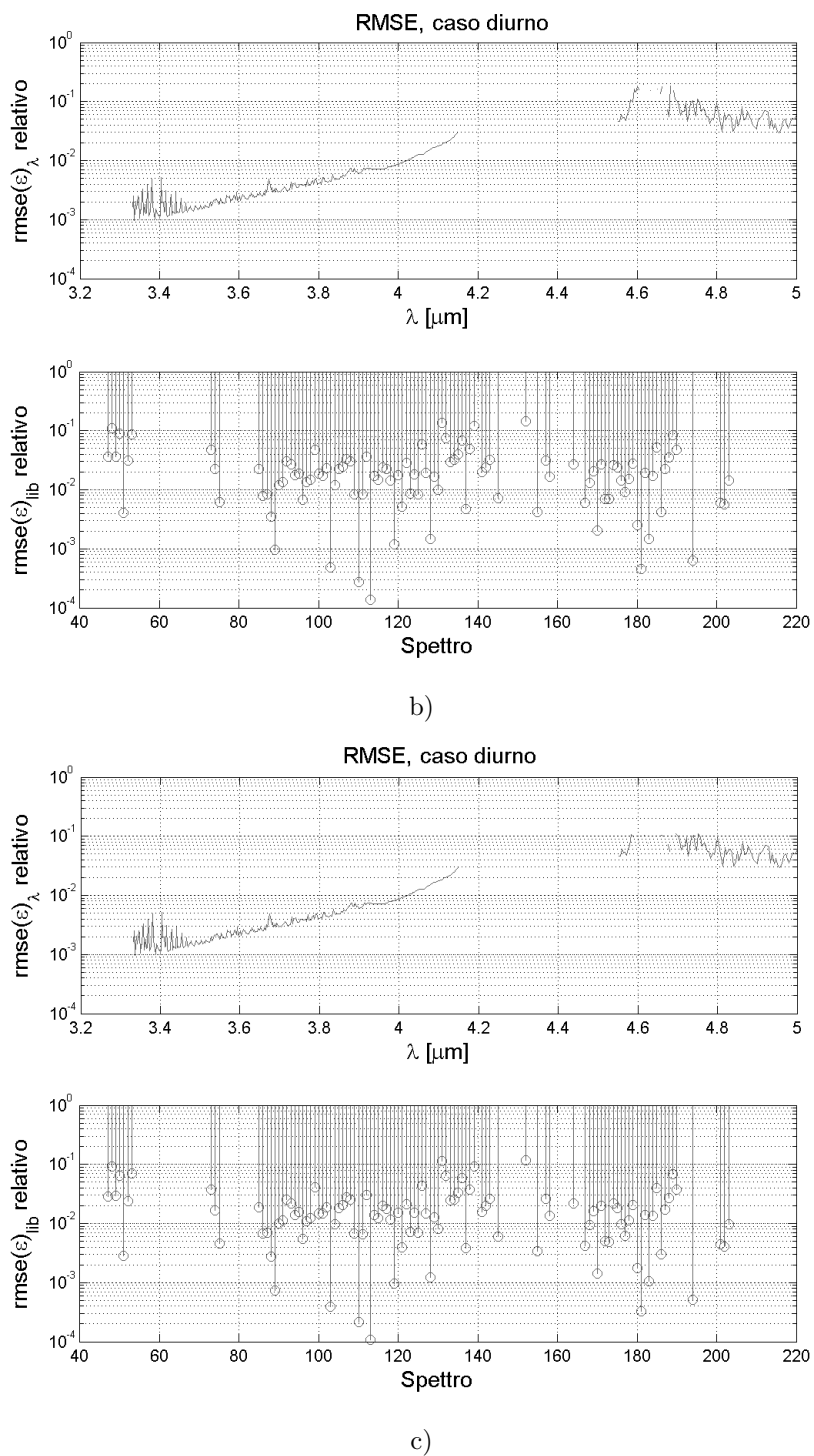 RMSE, caso diurno
10^0
10^-1
10^-2
10^-3
10^-4
rmse(ε)_λ relativo
3.2 3.4 3.6 3.8 4 4.2 4.4 4.6 4.8 5
λ [μm]
10^0
10^-1
10^-2
10^-3
10^-4
rmse(ε)_lib relativo
40 60 80 100 120 140 160 180 200 220
Spettro
b)
RMSE, caso diurno
10^0
10^-1
10^-2
10^-3
10^-4
rmse(ε)_λ relativo
3.2 3.4 3.6 3.8 4 4.2 4.4 4.6 4.8 5
λ [μm]
10^0
10^-1
10^-2
10^-3
10^-4
rmse(ε)_lib relativo
40 60 80 100 120 140 160 180 200 220
Spettro
c)